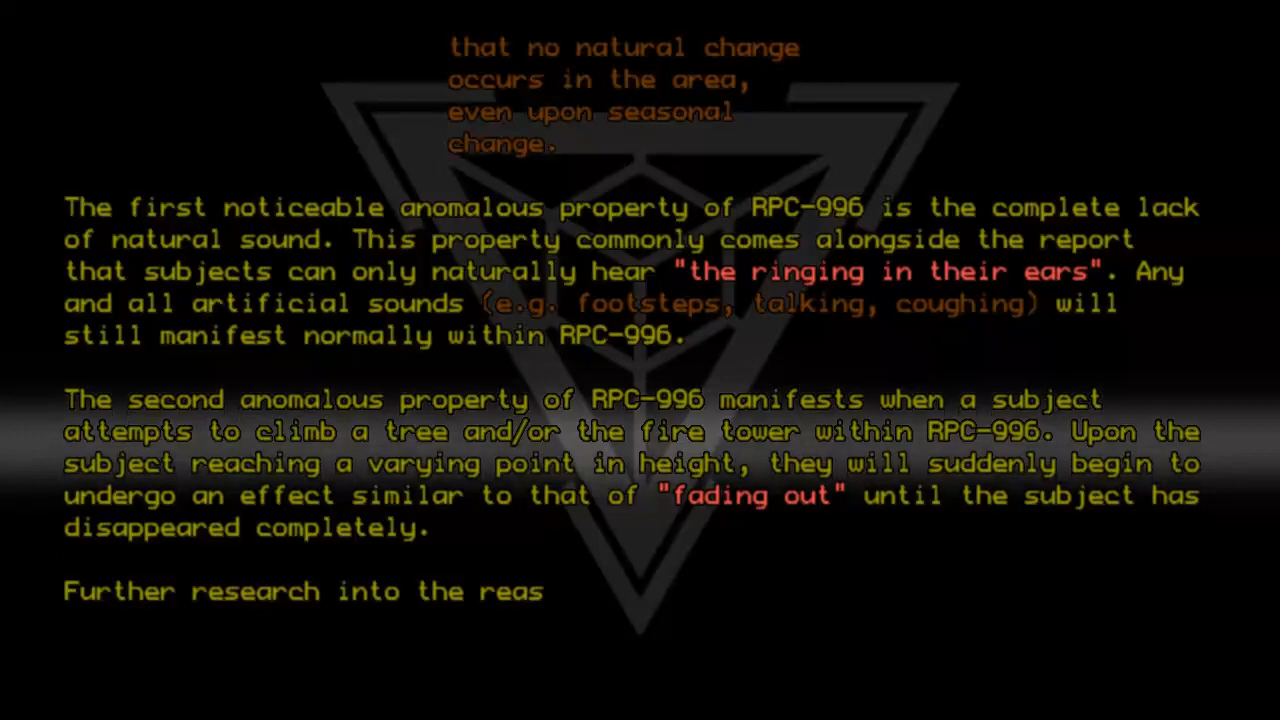 that no natural change
occurs in the area,
even upon seasonal
change.
The first noticeable anomalous property of RPC-996 is the complete lack
of natural sound. This property commonly comes alongside the report
that subjects can only naturally hear "the ringing in their ears". Any
and all artificial sounds (e.g. footsteps, talking, coughing) will
still manifest normally within RPC-996.
The second anomalous property of RPC-996 manifests when a subject
attempts to climb a tree and/or the fire tower within RPC-996. Upon the
subject reaching a varying point in height, they will suddenly begin to
undergo an effect similar to that of "fading out" until the subject has
disappeared completely.
Further research into the reas